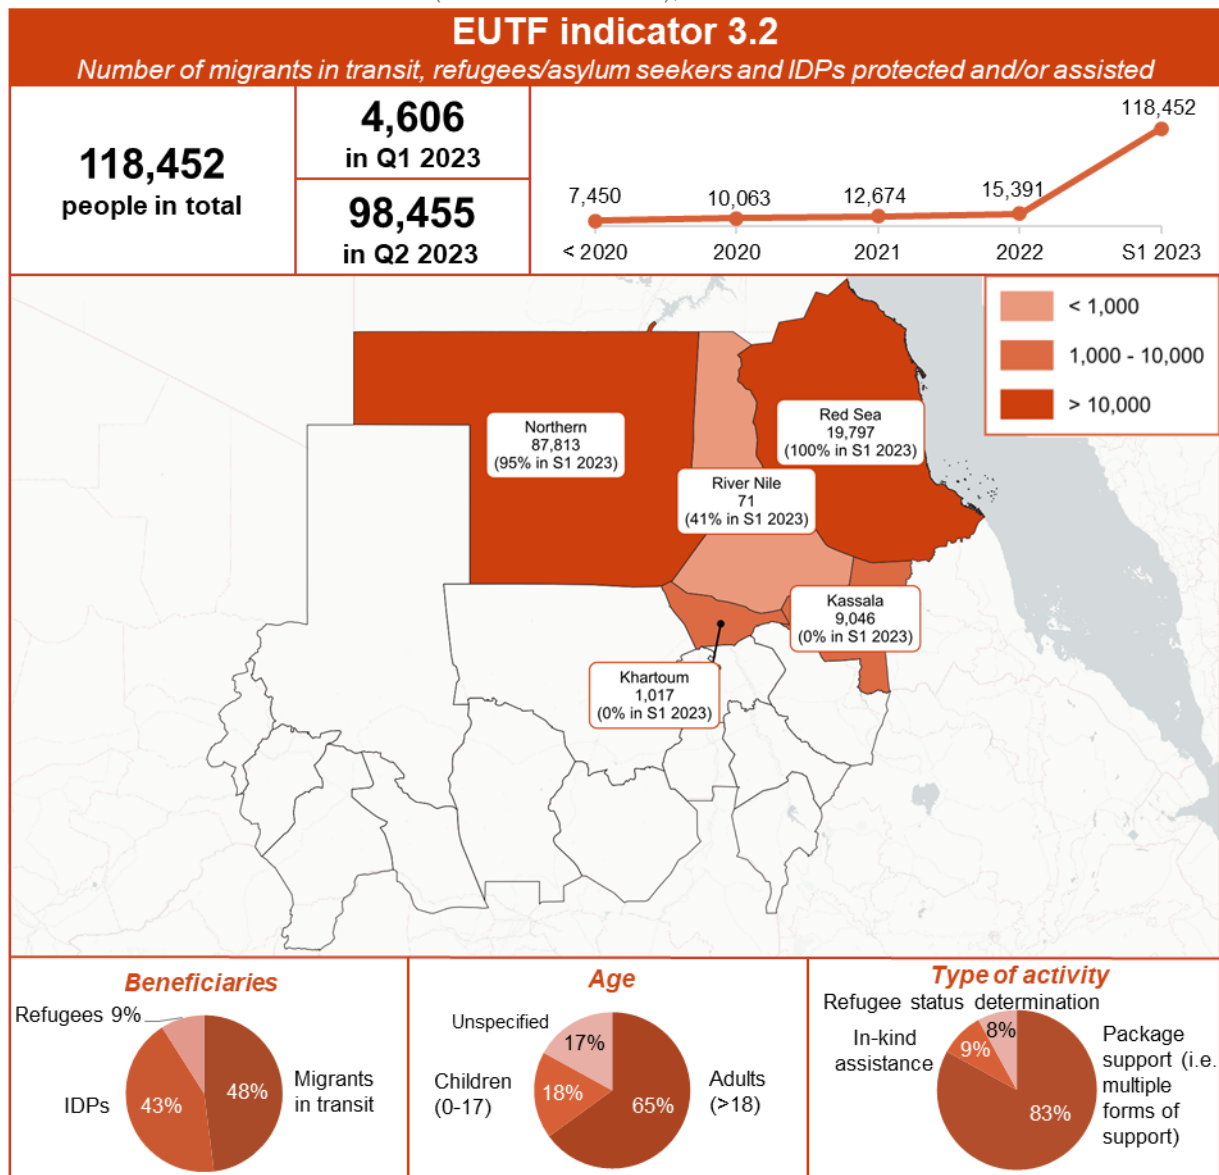 EUTF indicator 3.2
Number of migrants in transit, refugees/asylum seekers and IDPs protected and/or assisted
118,452
people in total
4,606
in Q1 2023
98,455
in Q2 2023
7,450
10,063
12,674
15,391
118,452
< 2020
2020
2021
2022
S1 2023
< 1,000
1,000 - 10,000
> 10,000
Northern
87,813
(95% in S1 2023)
Red Sea
19,797
(100% in S1 2023)
River Nile
71
(41% in S1 2023)
Kassala
9,046
(0% in S1 2023)
Khartoum
1,017
(0% in S1 2023)
Beneficiaries
Refugees 9%
IDPs
43%
48%
Migrants
in transit
Age
Unspecified
17%
Children
(0-17)
18%
65%
Adults
(>18)
Type of activity
Refugee status determination
8%
In-kind
assistance
9%
83%
Package
support (i.e.
multiple
forms of
support)